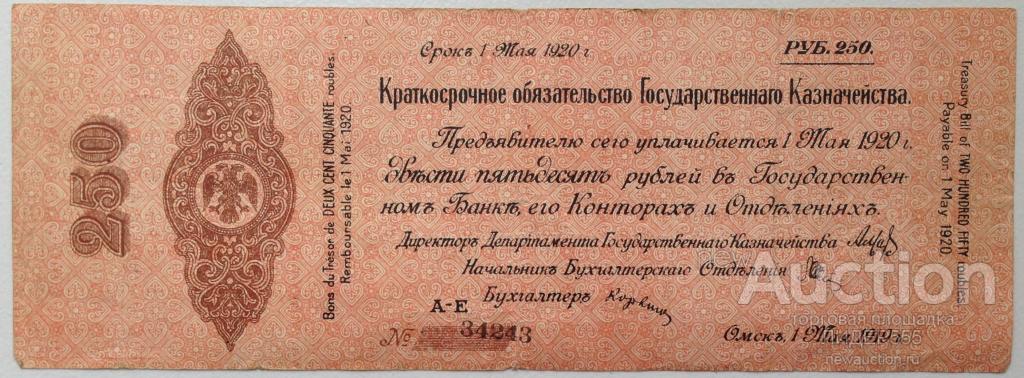 250
Bons du Trésor de DEUX CENT CINQUANTE roubles.
Remboursable le 1 Mai 1920.
Срокъ 1 Мая 1920 г.
РУБ. 250.
Краткосрочное обязательство Государственнаго Казначейства.
Предъявителю сего уплачивается 1 Мая 1920 г.
двѣсти пятьдесятъ рублей въ Государствен-
номъ Банкѣ, его Конторахъ и Отдѣленіяхъ.
Директоръ Департамента Государственнаго Казначейства
Начальникъ Бухгалтерскаго Отдѣленія
Бухгалтеръ
А-Е
№ 34243
Омскъ, 1 Мая 1919 г.
Treasury Bill of TWO HUNDRED FIFTY roubles.
Payable on 1 May 1920.
Auction
торговая площадка
newauction.ru